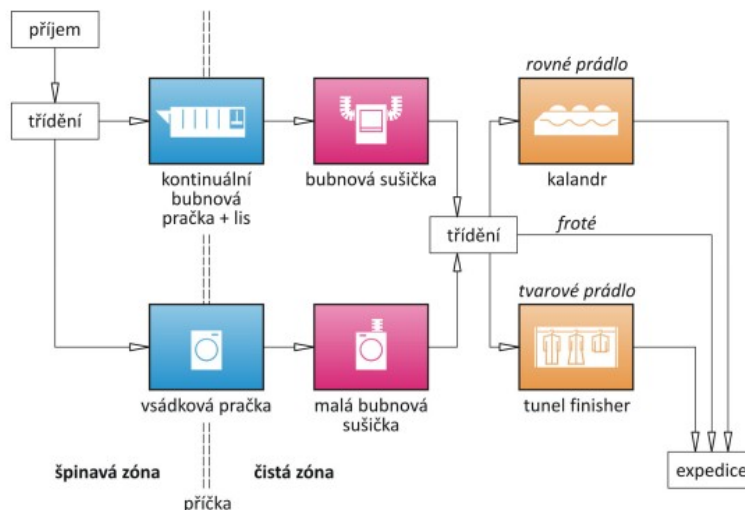 příjem
třídění
kontinuální
bubnová
pračka + lis
bubnová sušička
rovné prádlo
kalandr
třídění
froté
tvarové prádlo
tunel finisher
vsádková pračka
malá bubnová
sušička
expedice
špinavá zóna
čistá zóna
příčka